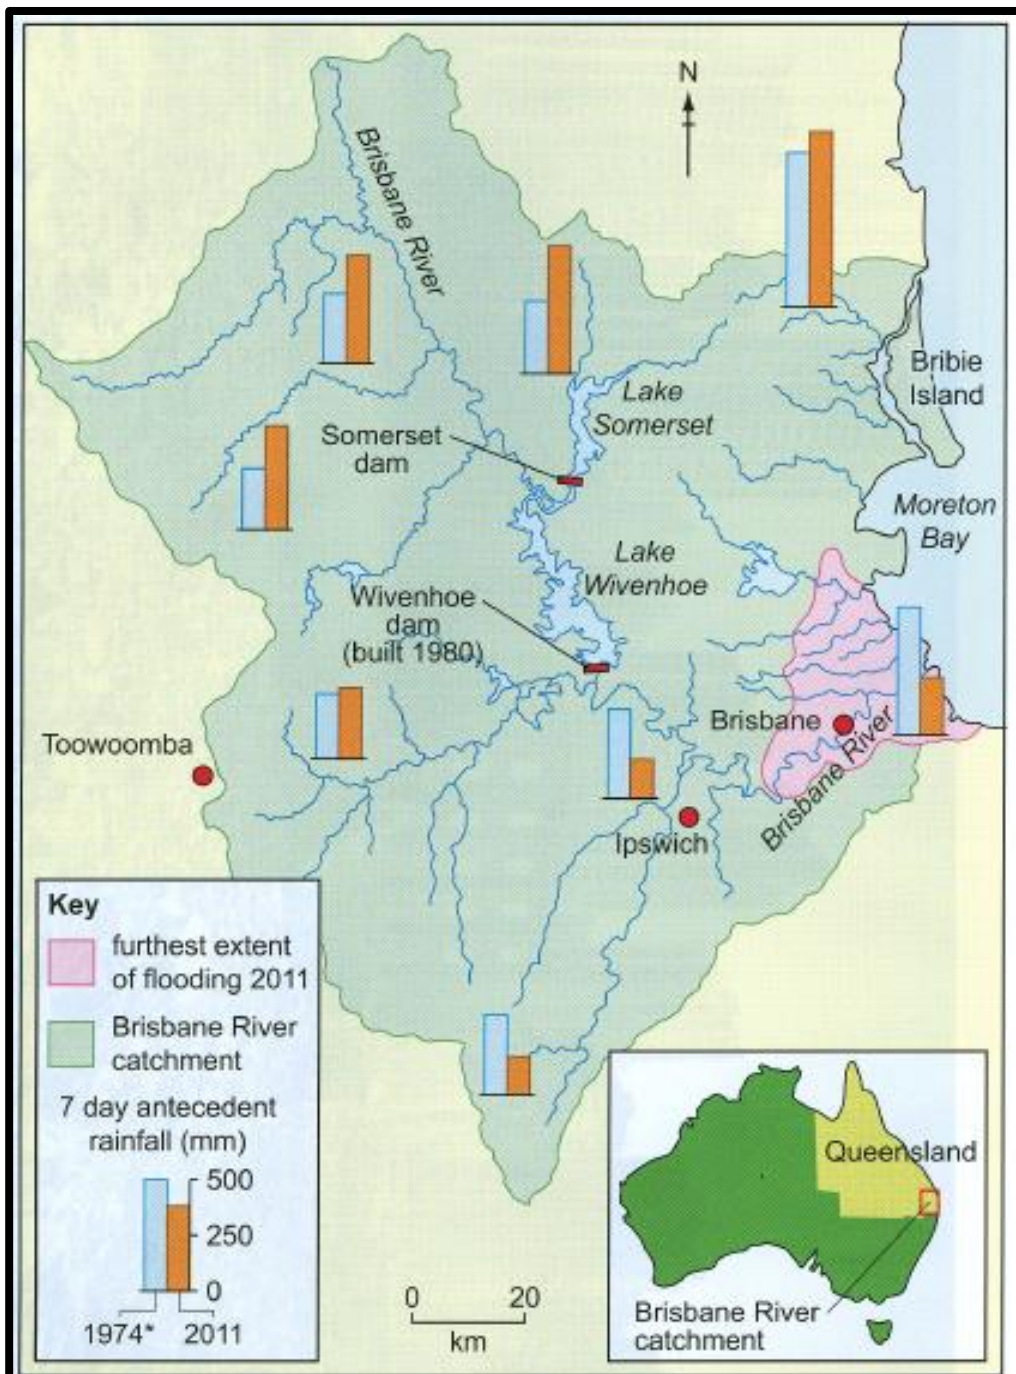 N
Brisbane River
Bribie
Island
Lake
Somerset
Somerset
dam
Moreton
Bay
Lake
Wivenhoe
Wivenhoe
dam
(built 1980)
Toowoomba
Brisbane
Brisbane River
Ipswich
Key
furthest extent
of flooding 2011
Brisbane River
catchment
7 day antecedent
rainfall (mm)
500
250
0
1974*
2011
0
20
km
Queensland
Brisbane River
catchment